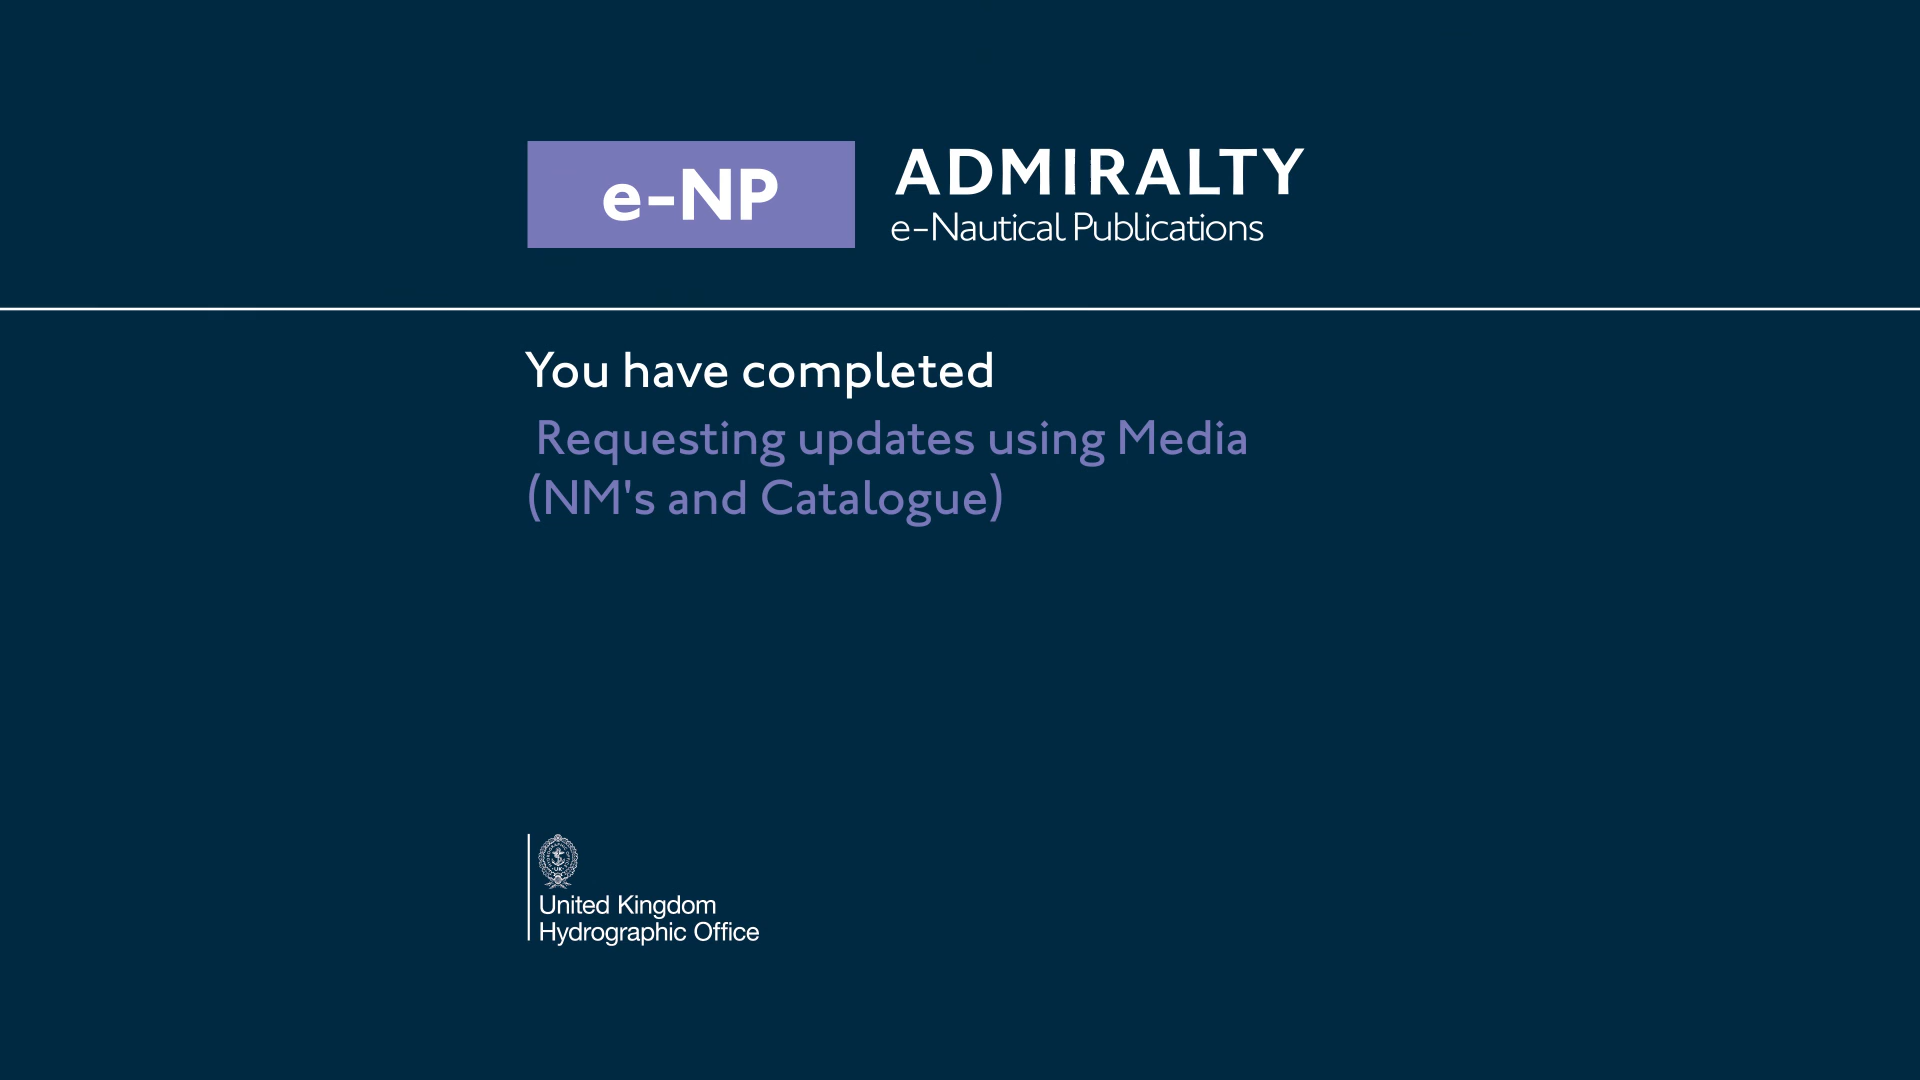 e-NP
ADMIRALTY
e-Nautical Publications
You have completed
Requesting updates using Media
(NM's and Catalogue)
United Kingdom
Hydrographic Office